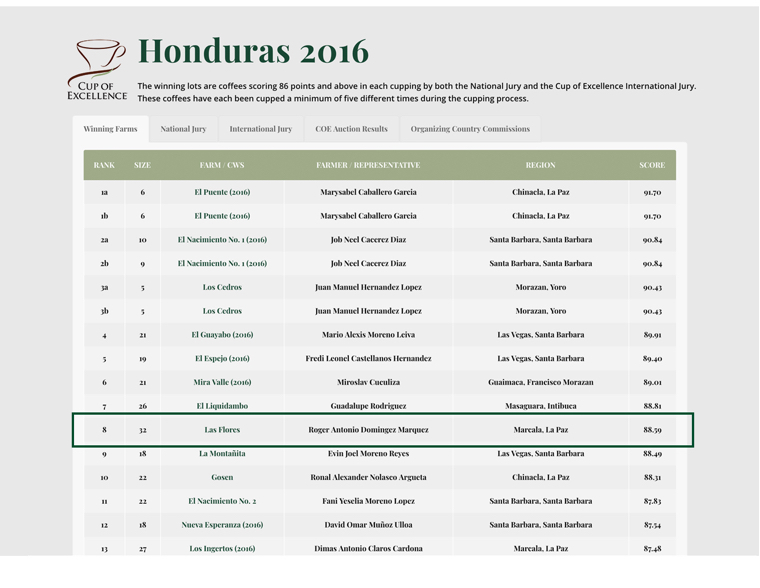 Honduras 2016
CUP OF
EXCELLENCE
The winning lots are coffees scoring 86 points and above in each cupping by both the National Jury and the Cup of Excellence International Jury.
These coffees have each been cupped a minimum of five different times during the cupping process.
Winning Farms National Jury International Jury COE Auction Results Organizing Country Commissions
RANK SIZE FARM / CWS FARMER / REPRESENTATIVE REGION SCORE
1a 6 El Puente (2016) Marysabel Caballero Garcia Chinacla, La Paz 91.70
1b 6 El Puente (2016) Marysabel Caballero Garcia Chinacla, La Paz 91.70
2a 10 El Nacimiento No. 1 (2016) Job Neel Cacerez Diaz Santa Barbara, Santa Barbara 90.84
2b 9 El Nacimiento No. 1 (2016) Job Neel Cacerez Diaz Santa Barbara, Santa Barbara 90.84
3a 5 Los Cedros Juan Manuel Hernandez Lopez Morazan, Yoro 90.43
3b 5 Los Cedros Juan Manuel Hernandez Lopez Morazan, Yoro 90.43
4 21 El Guayabo (2016) Mario Alexis Moreno Leiva Las Vegas, Santa Barbara 89.91
5 19 El Espejo (2016) Fredi Leonel Castellanos Hernandez Las Vegas, Santa Barbara 89.40
6 21 Mira Valle (2016) Miroslav Cuculiza Guaimaca, Francisco Morazan 89.01
7 26 El Liquidambo Guadalupe Rodriguez Masaguara, Intibuca 88.81
8 32 Las Flores Roger Antonio Domingez Marquez Marcala, La Paz 88.59
9 18 La Montañita Evin Joel Moreno Reyes Las Vegas, Santa Barbara 88.49
10 22 Gosen Ronal Alexander Nolasco Argueta Chinacla, La Paz 88.31
11 22 El Nacimiento No. 2 Fani Yeselia Moreno Lopez Santa Barbara, Santa Barbara 87.83
12 18 Nueva Esperanza (2016) David Omar Muñoz Ulloa Santa Barbara, Santa Barbara 87.54
13 27 Los Ingertos (2016) Dimas Antonio Claros Cardona Marcala, La Paz 87.48